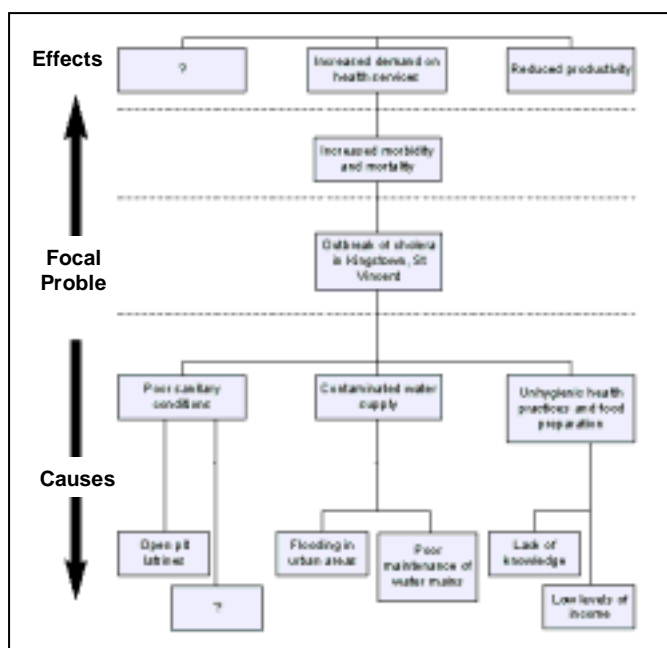 Effects
?
Increased demand on
health services
Reduced productivity
Increased morbidity
and mortality
Focal
Proble
Outbreak of cholera
in Kingstown, St
Vincent
Poor sanitary
conditions
Contaminated water
supply
Unhygienic health
practices and food
preparation
Causes
Open pit
latrines
?
Flooding in
urban areas
Poor
maintenance of
water mains
Lack of
knowledge
Low levels of
income